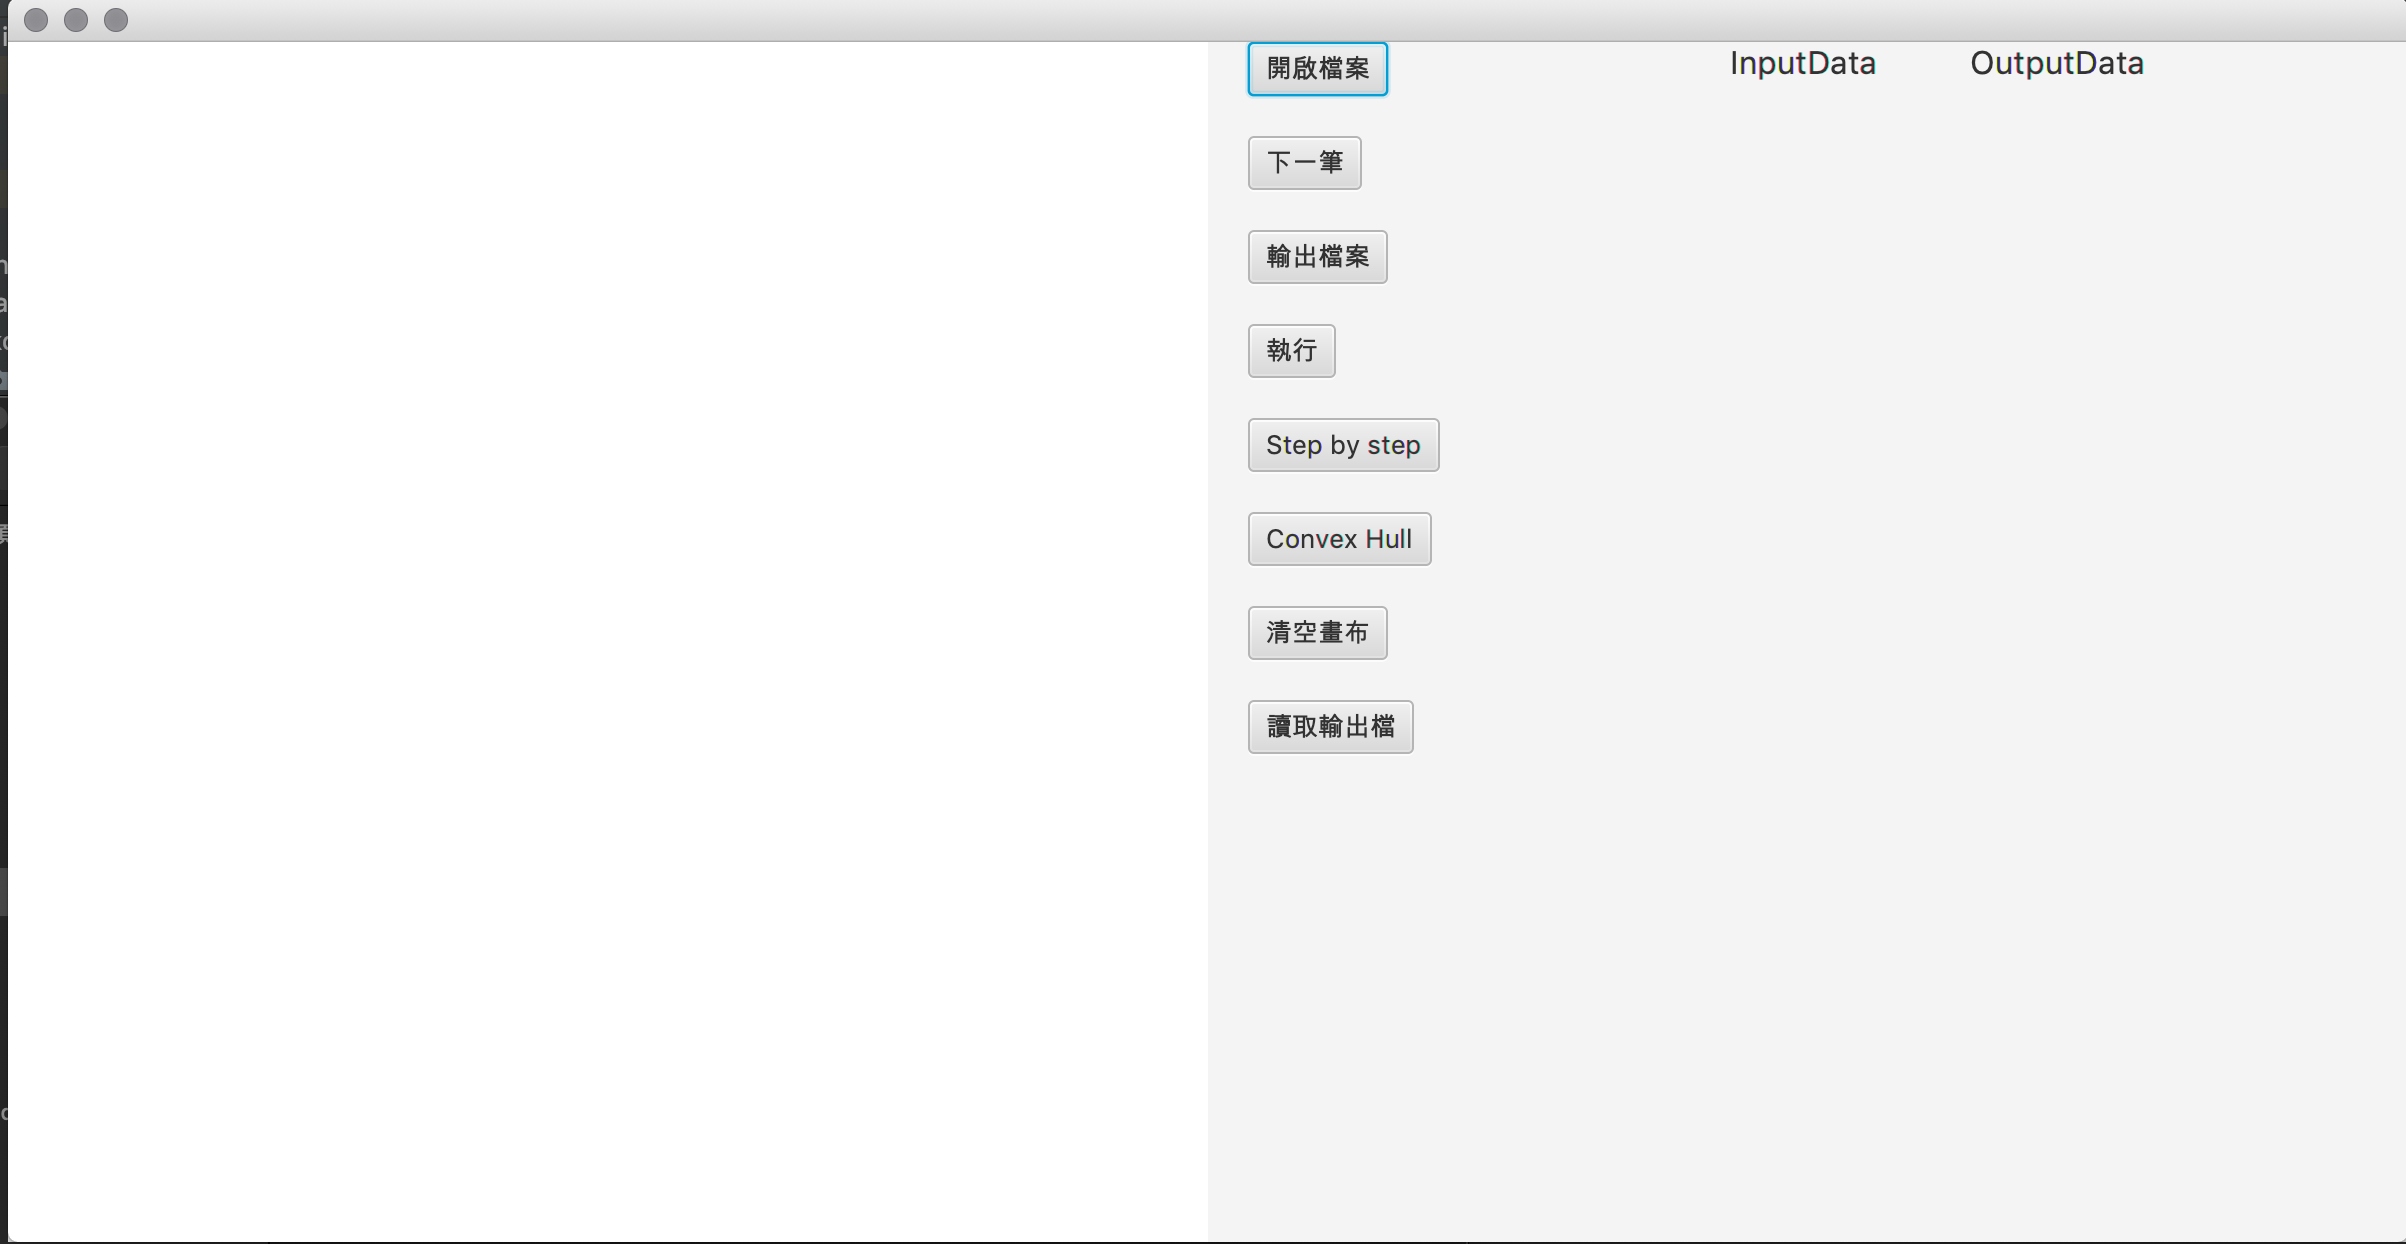 開啟檔案
InputData
OutputData
下一筆
輸出檔案
執行
Step by step
Convex Hull
清空畫布
讀取輸出檔